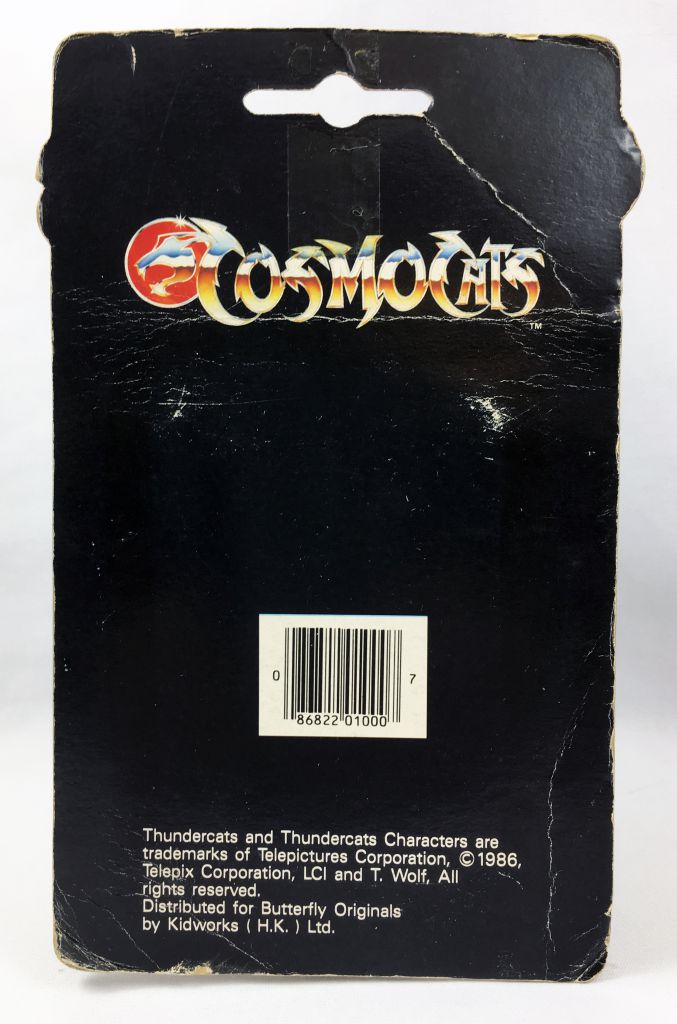 COSMOCATS
TM
0 86822 01000 7
Thundercats and Thundercats Characters are
trademarks of Telepictures Corporation, ©1986,
Telepix Corporation, LCI and T. Wolf, All
rights reserved.
Distributed for Butterfly Originals
by Kidworks ( H.K. ) Ltd.